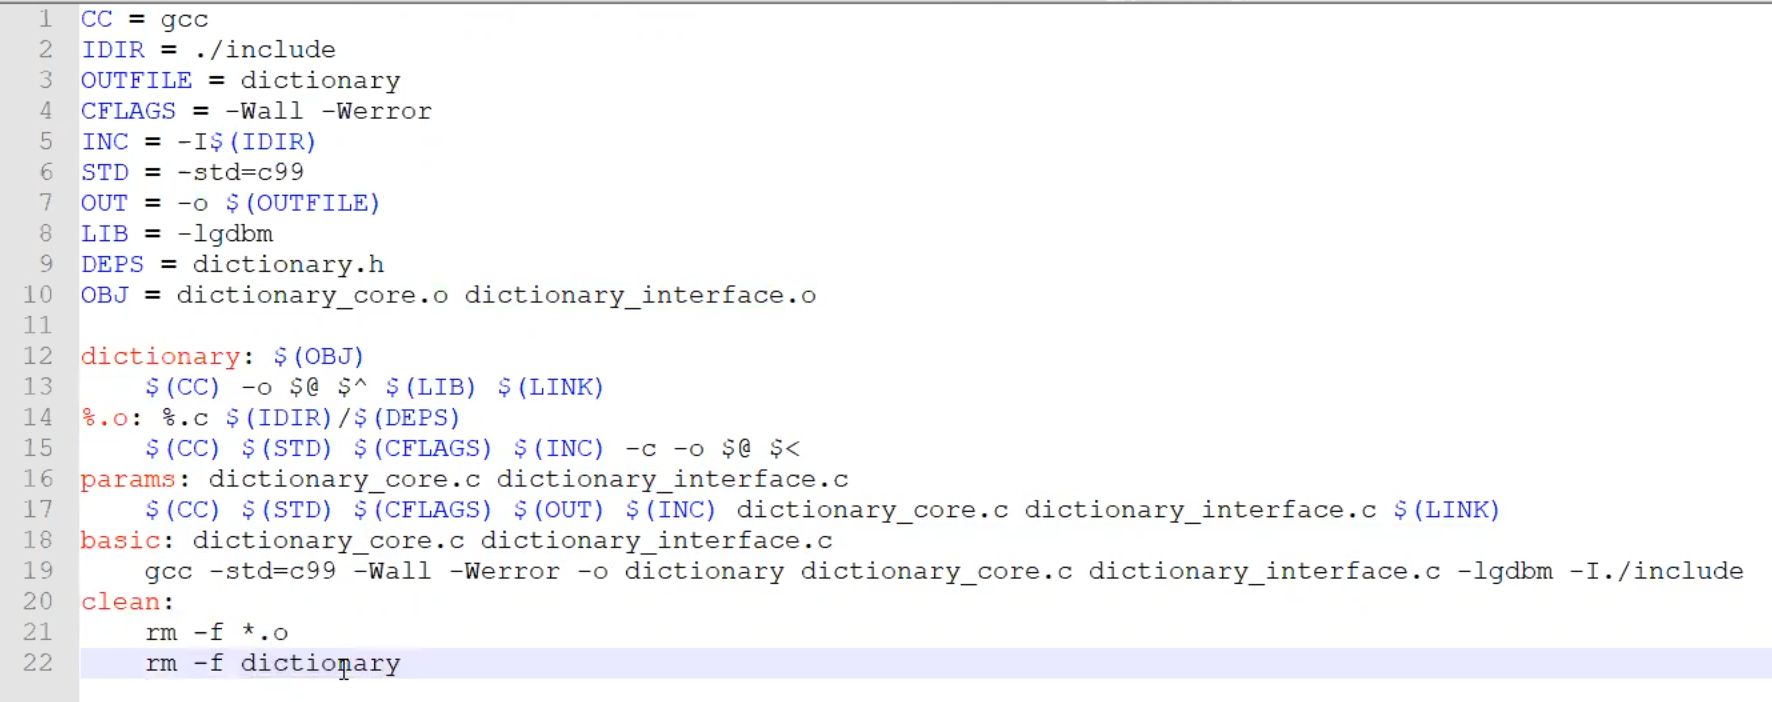 1 CC = gcc
2 IDIR = ./include
3 OUTFILE = dictionary
4 CFLAGS = -Wall -Werror
5 INC = -I$(IDIR)
6 STD = -std=c99
7 OUT = -o $(OUTFILE)
8 LIB = -lgdbm
9 DEPS = dictionary.h
10 OBJ = dictionary_core.o dictionary_interface.o
11
12 dictionary: $(OBJ)
13 $(CC) -o $@ $^ $(LIB) $(LINK)
14 %.o: %.c $(IDIR)/$(DEPS)
15 $(CC) $(STD) $(CFLAGS) $(INC) -c -o $@ $<
16 params: dictionary_core.c dictionary_interface.c
17 $(CC) $(STD) $(CFLAGS) $(OUT) $(INC) dictionary_core.c dictionary_interface.c $(LINK)
18 basic: dictionary_core.c dictionary_interface.c
19 gcc -std=c99 -Wall -Werror -o dictionary dictionary_core.c dictionary_interface.c -lgdbm -I./include
20 clean:
21 rm -f *.o
22 rm -f dictionary